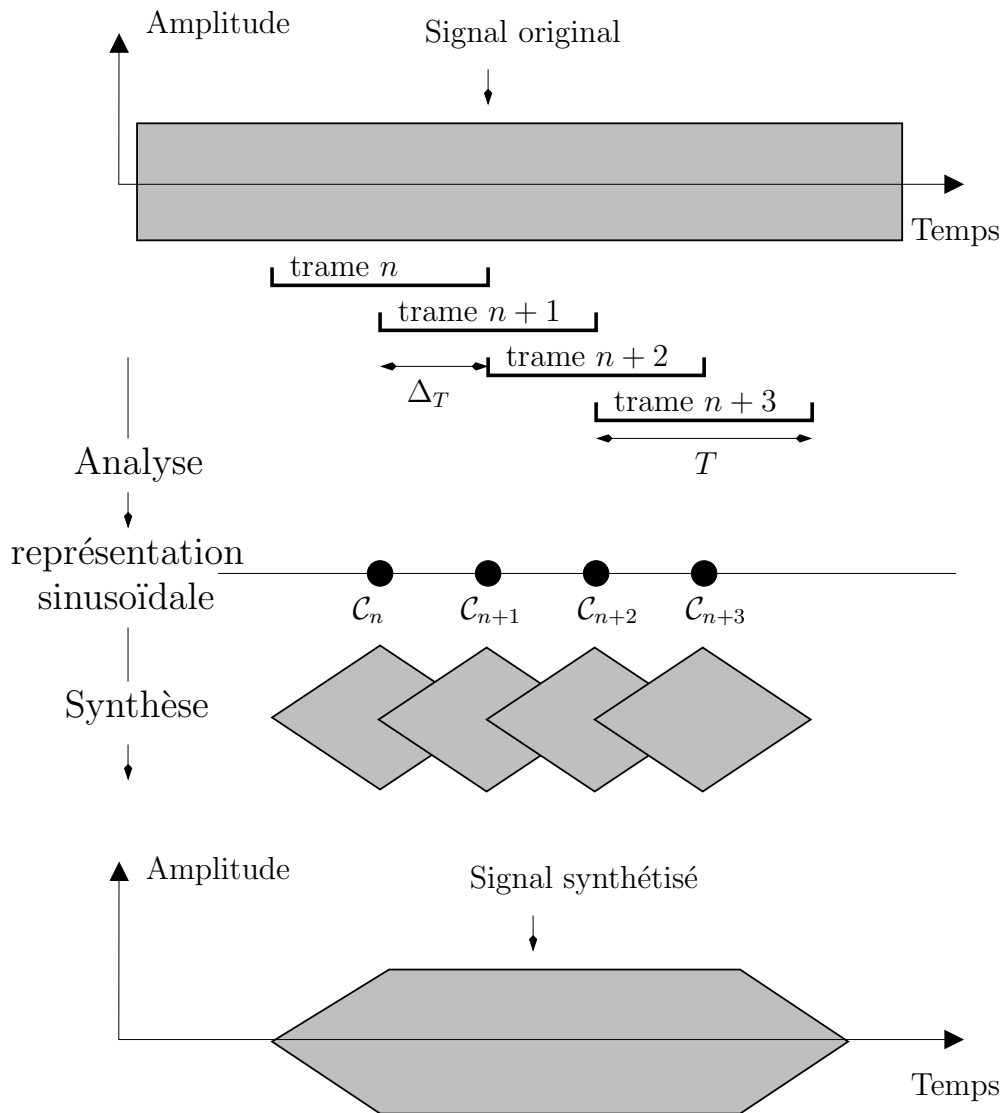 Amplitude
Signal original
Temps
trame n
trame n + 1
trame n + 2
Δ_T
trame n + 3
T
Analyse
représentation
sinusoïdale
C_n
C_{n+1}
C_{n+2}
C_{n+3}
Synthèse
Amplitude
Signal synthétisé
Temps